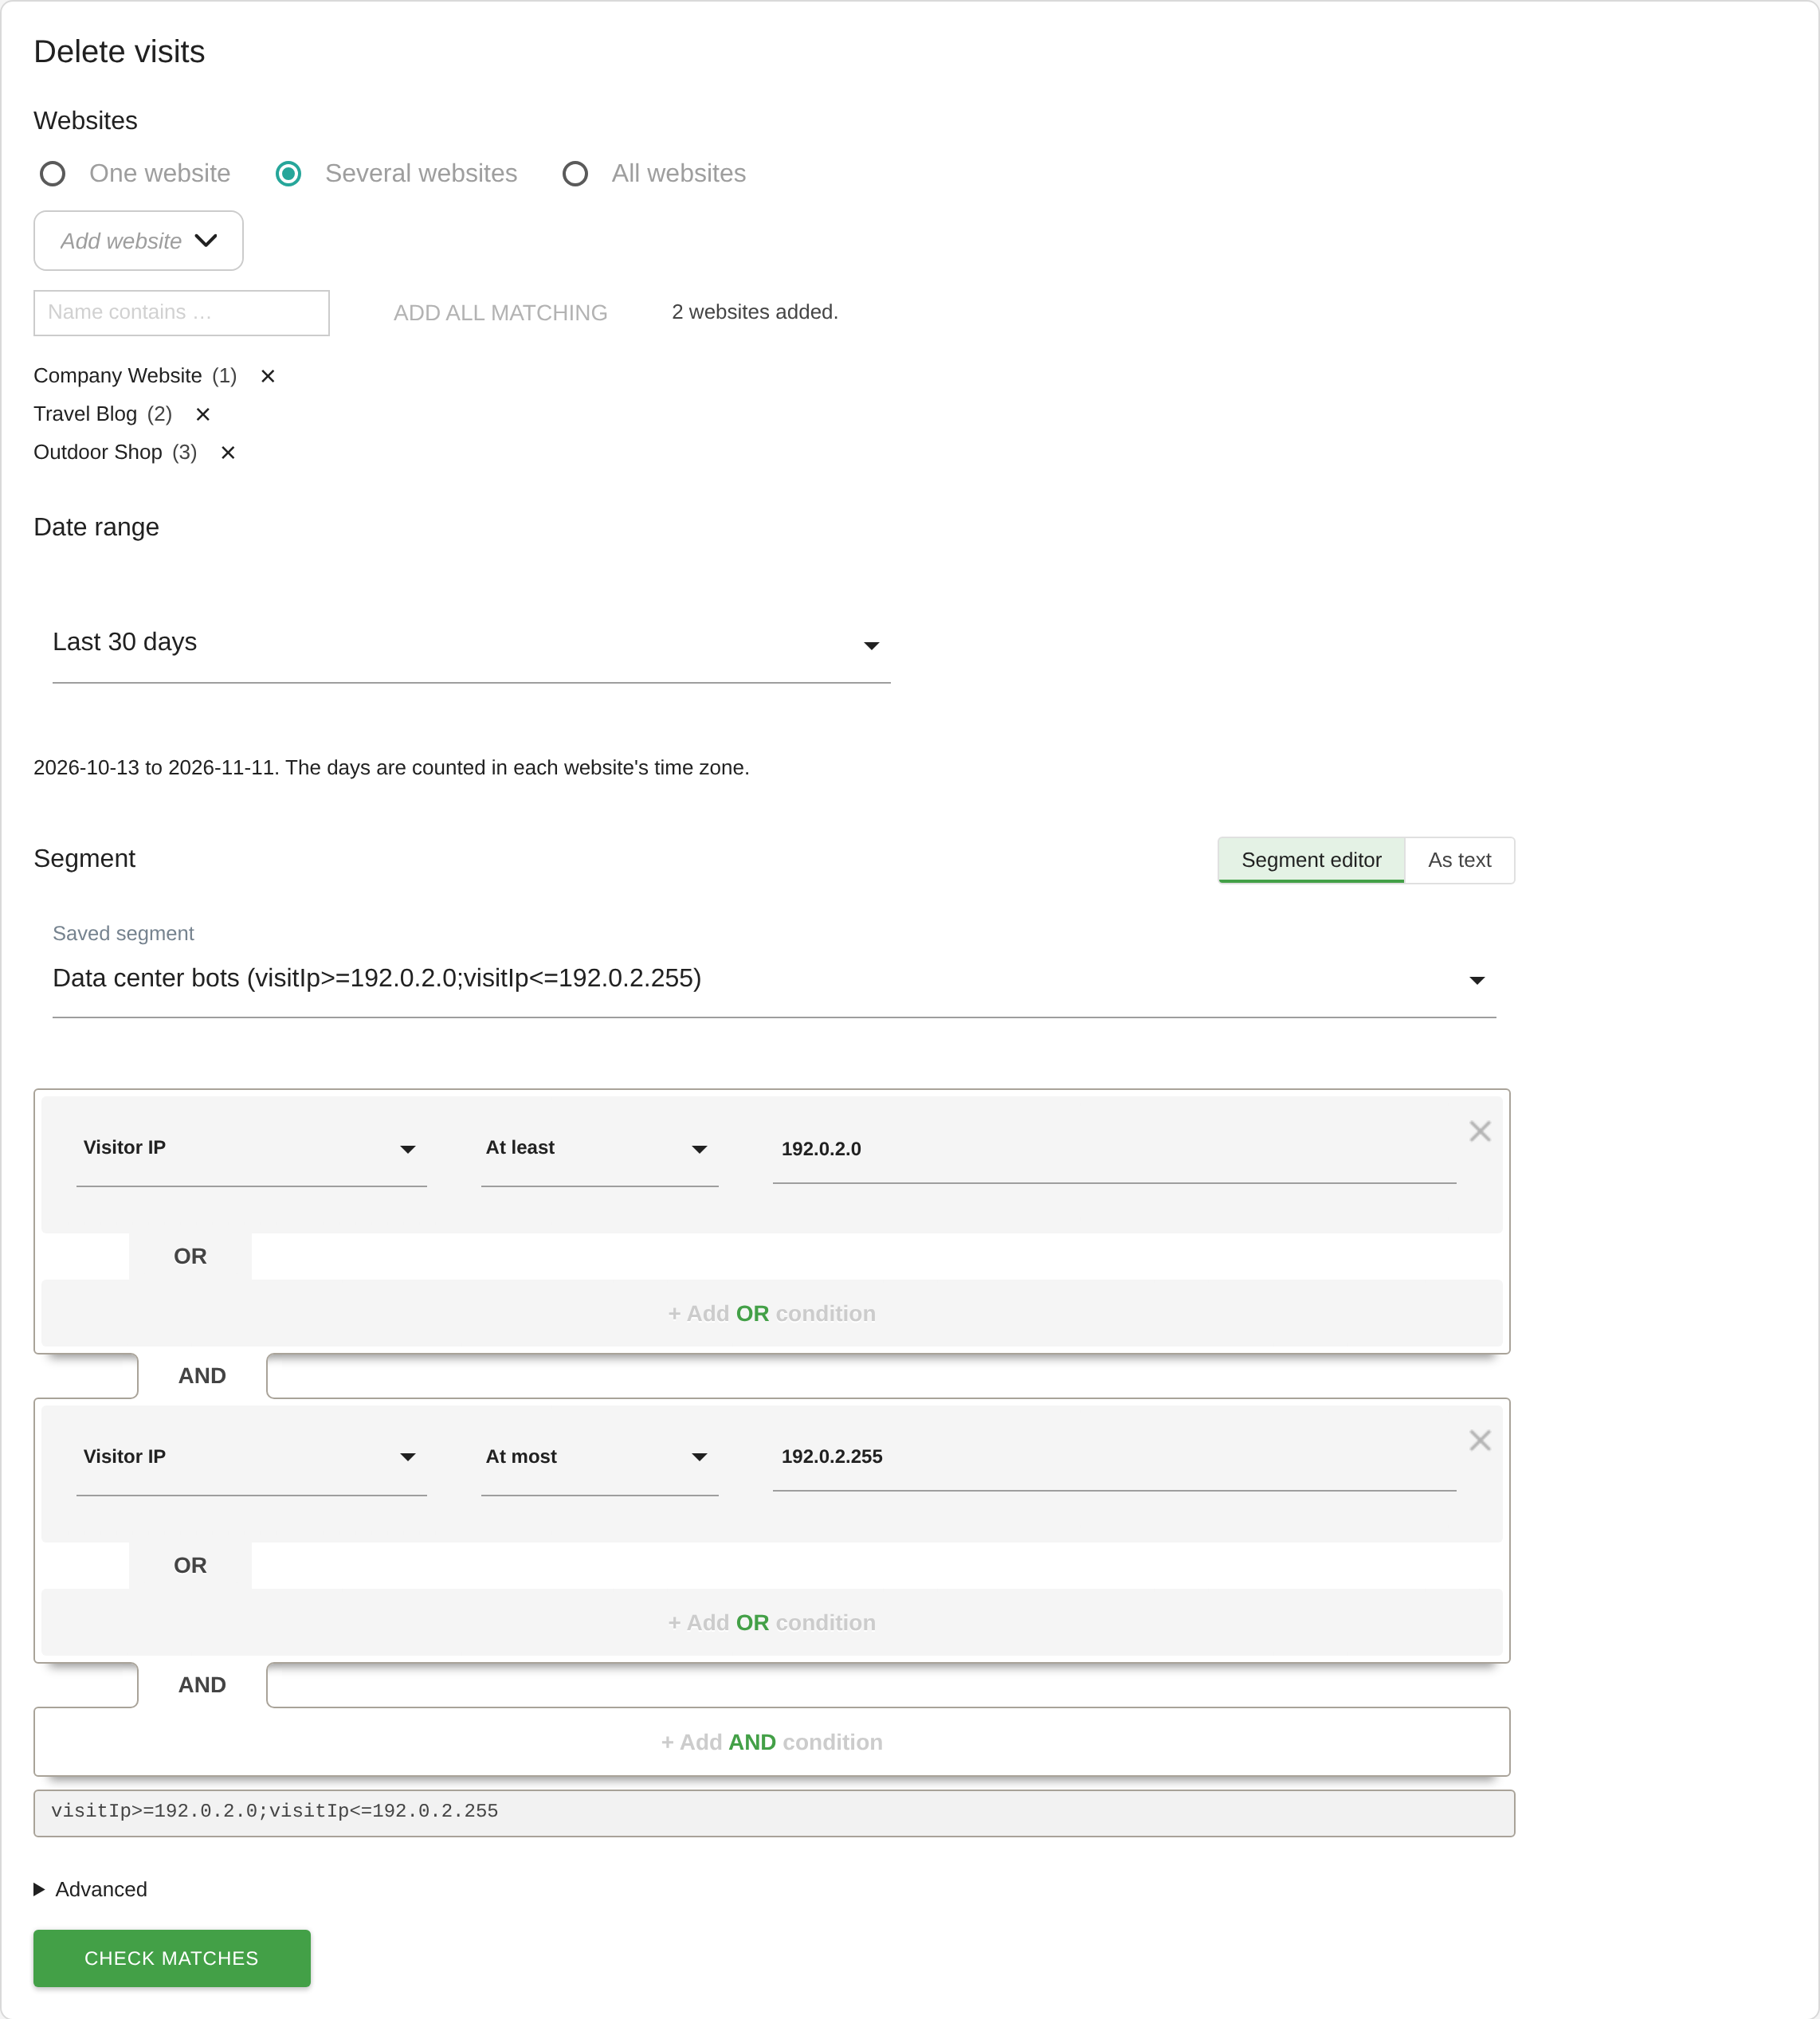 Delete visits
Websites
One website Several websites All websites
Add website
Name contains … ADD ALL MATCHING 2 websites added.
Company Website (1) ×
Travel Blog (2) ×
Outdoor Shop (3) ×
Date range
Last 30 days
2026-10-13 to 2026-11-11. The days are counted in each website's time zone.
Segment Segment editor As text
Saved segment
Data center bots (visitIp>=192.0.2.0;visitIp<=192.0.2.255)
Visitor IP At least 192.0.2.0
OR
+ Add OR condition
AND
Visitor IP At most 192.0.2.255
OR
+ Add OR condition
AND
+ Add AND condition
visitIp>=192.0.2.0;visitIp<=192.0.2.255
Advanced
CHECK MATCHES